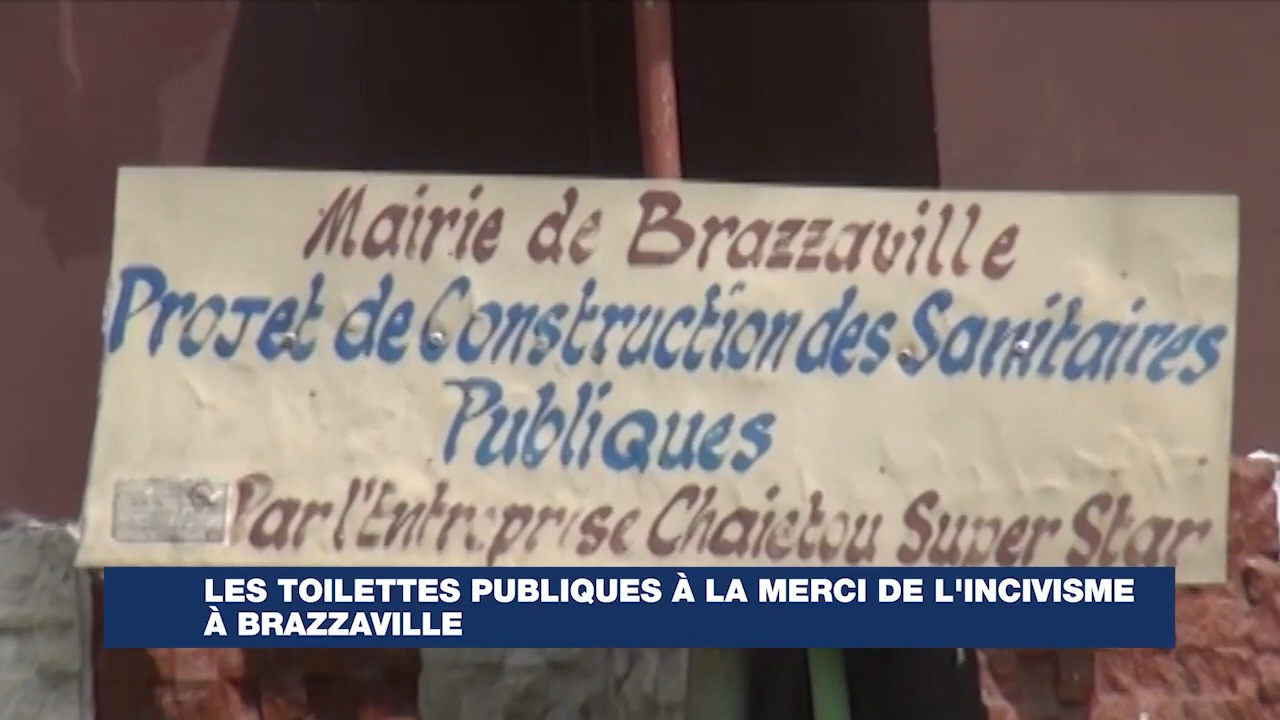 Mairie de Brazzaville
Projet de Construction des Sanitaires
Publiques
Par l'Entreprise Chaietou Super Star
LES TOILETTES PUBLIQUES À LA MERCI DE L'INCIVISME
À BRAZZAVILLE